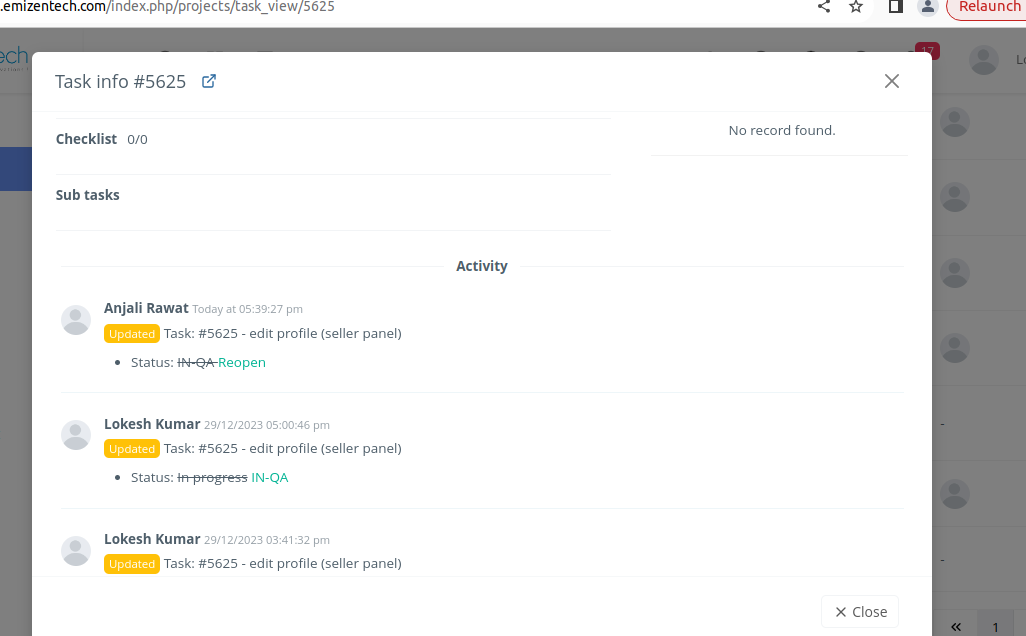 .emizentech.com/index.php/projects/task_view/5625
Relaunch
ech
17
Lo
Task info #5625
Checklist 0/0
No record found.
Sub tasks
Activity
Anjali Rawat Today at 05:39:27 pm
Updated Task: #5625 - edit profile (seller panel)
Status: IN-QA Reopen
Lokesh Kumar 29/12/2023 05:00:46 pm
Updated Task: #5625 - edit profile (seller panel)
Status: In progress IN-QA
-
Lokesh Kumar 29/12/2023 03:41:32 pm
Updated Task: #5625 - edit profile (seller panel)
-
Close
« 1